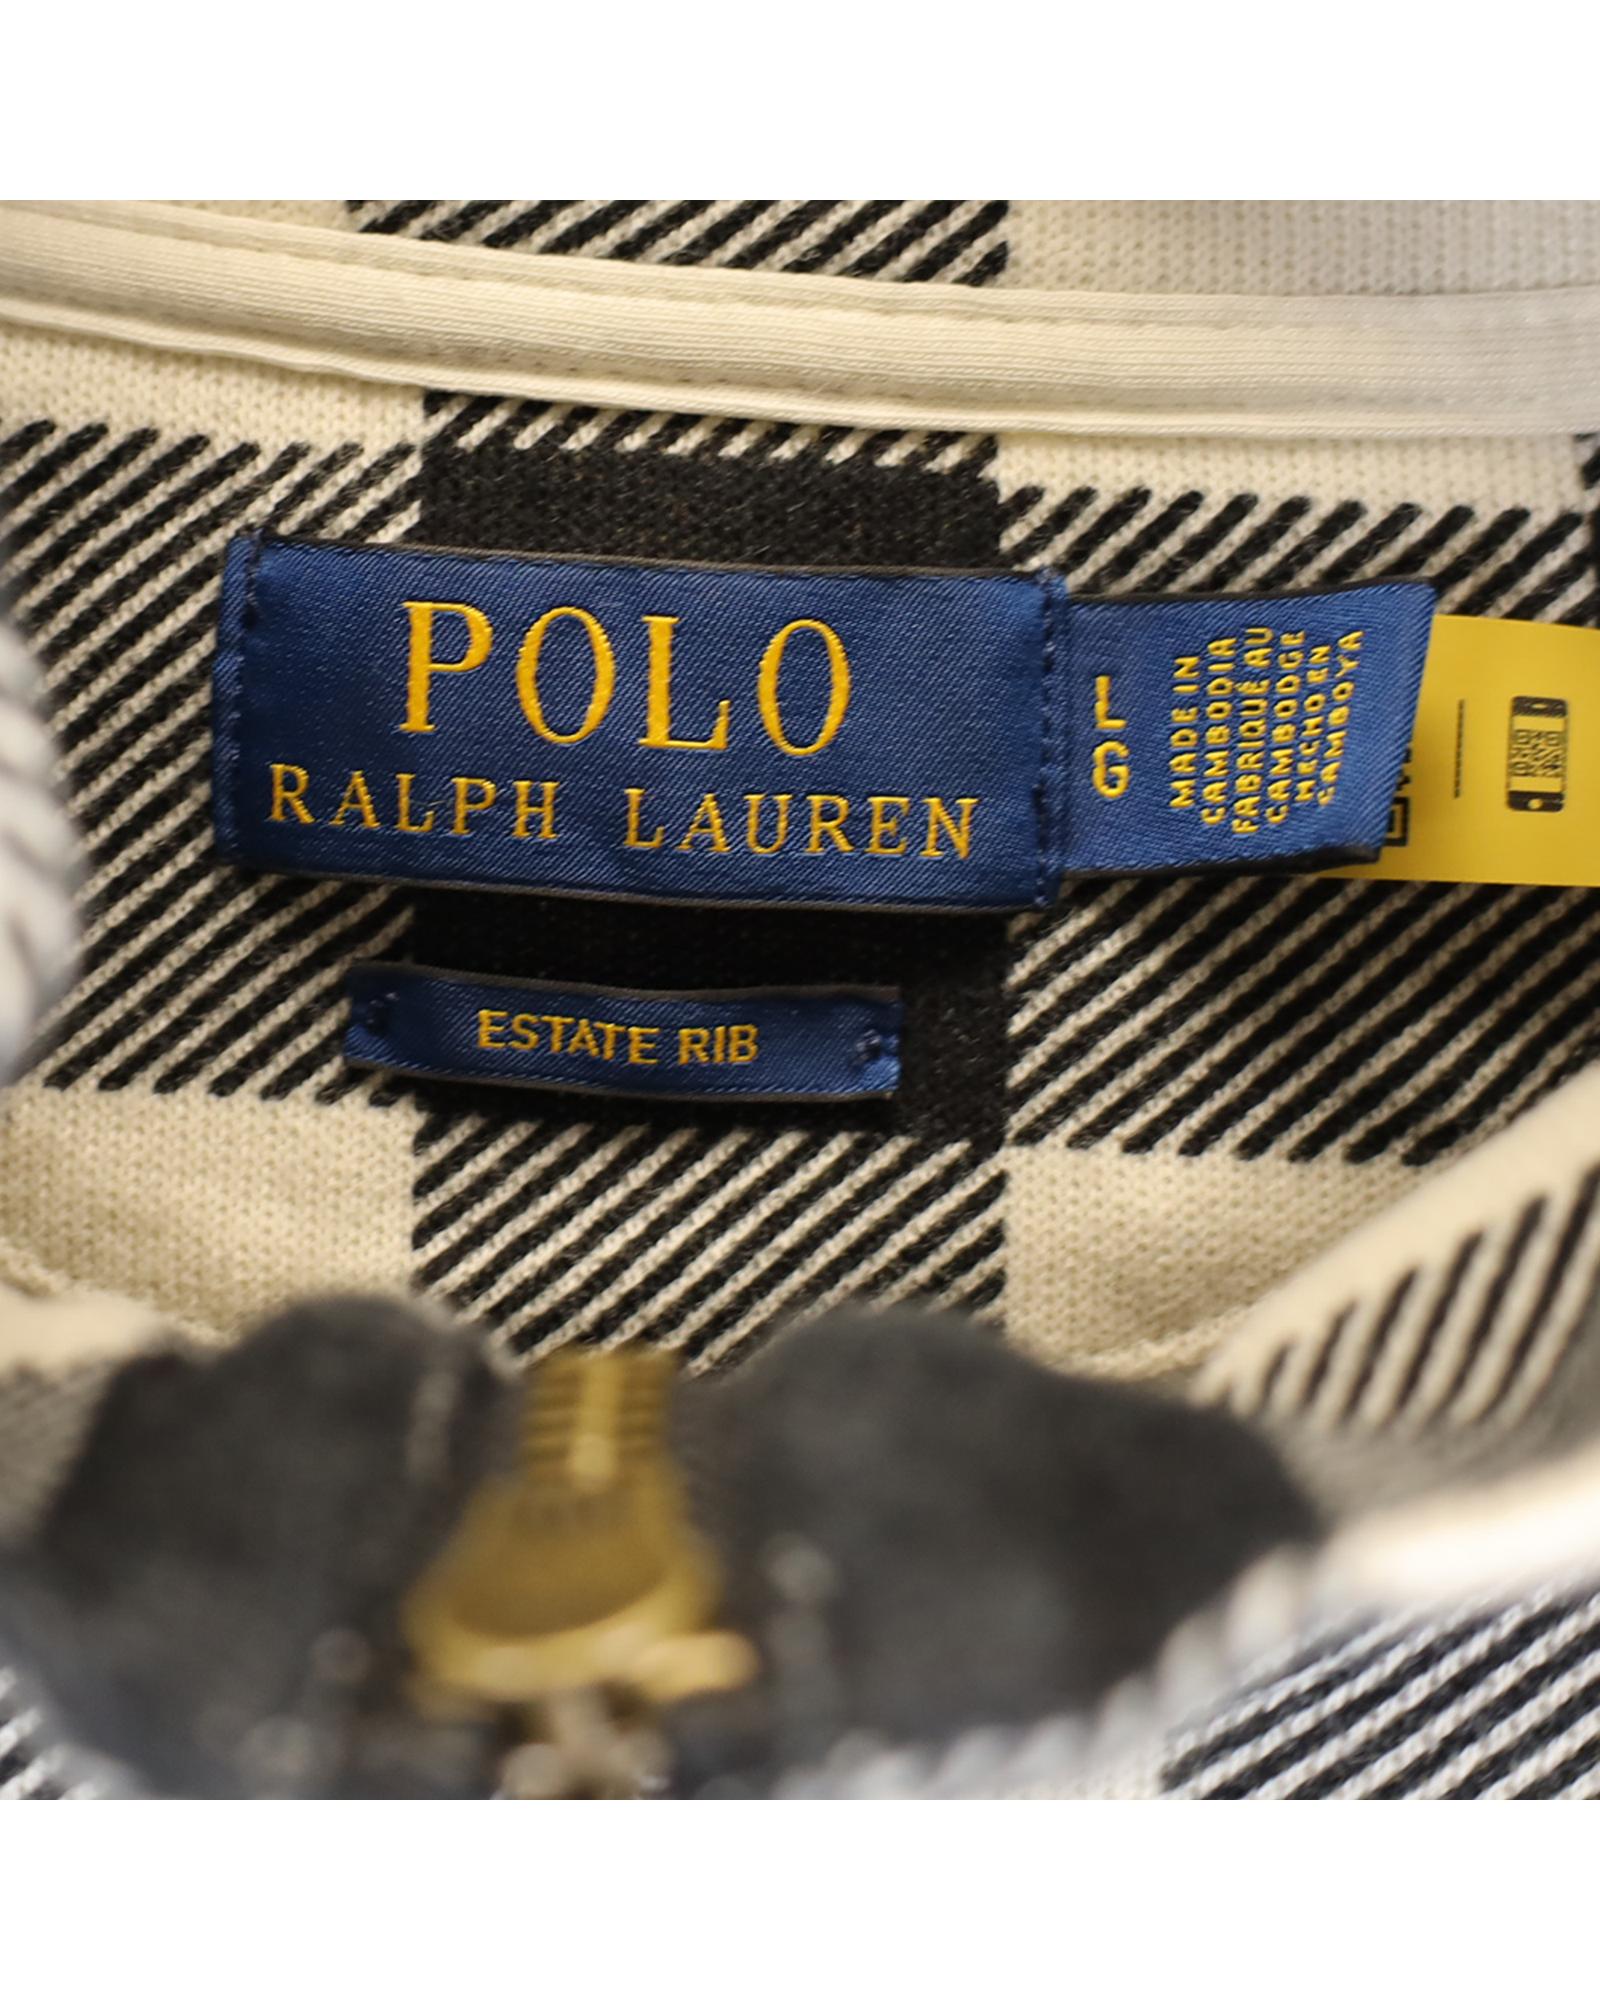 POLO
RALPH LAUREN
L
G
MADE IN
CAMBODIA
FABRIQUÉ AU
CAMBODGE
HECHO EN
CAMBOYA
ESTATE RIB